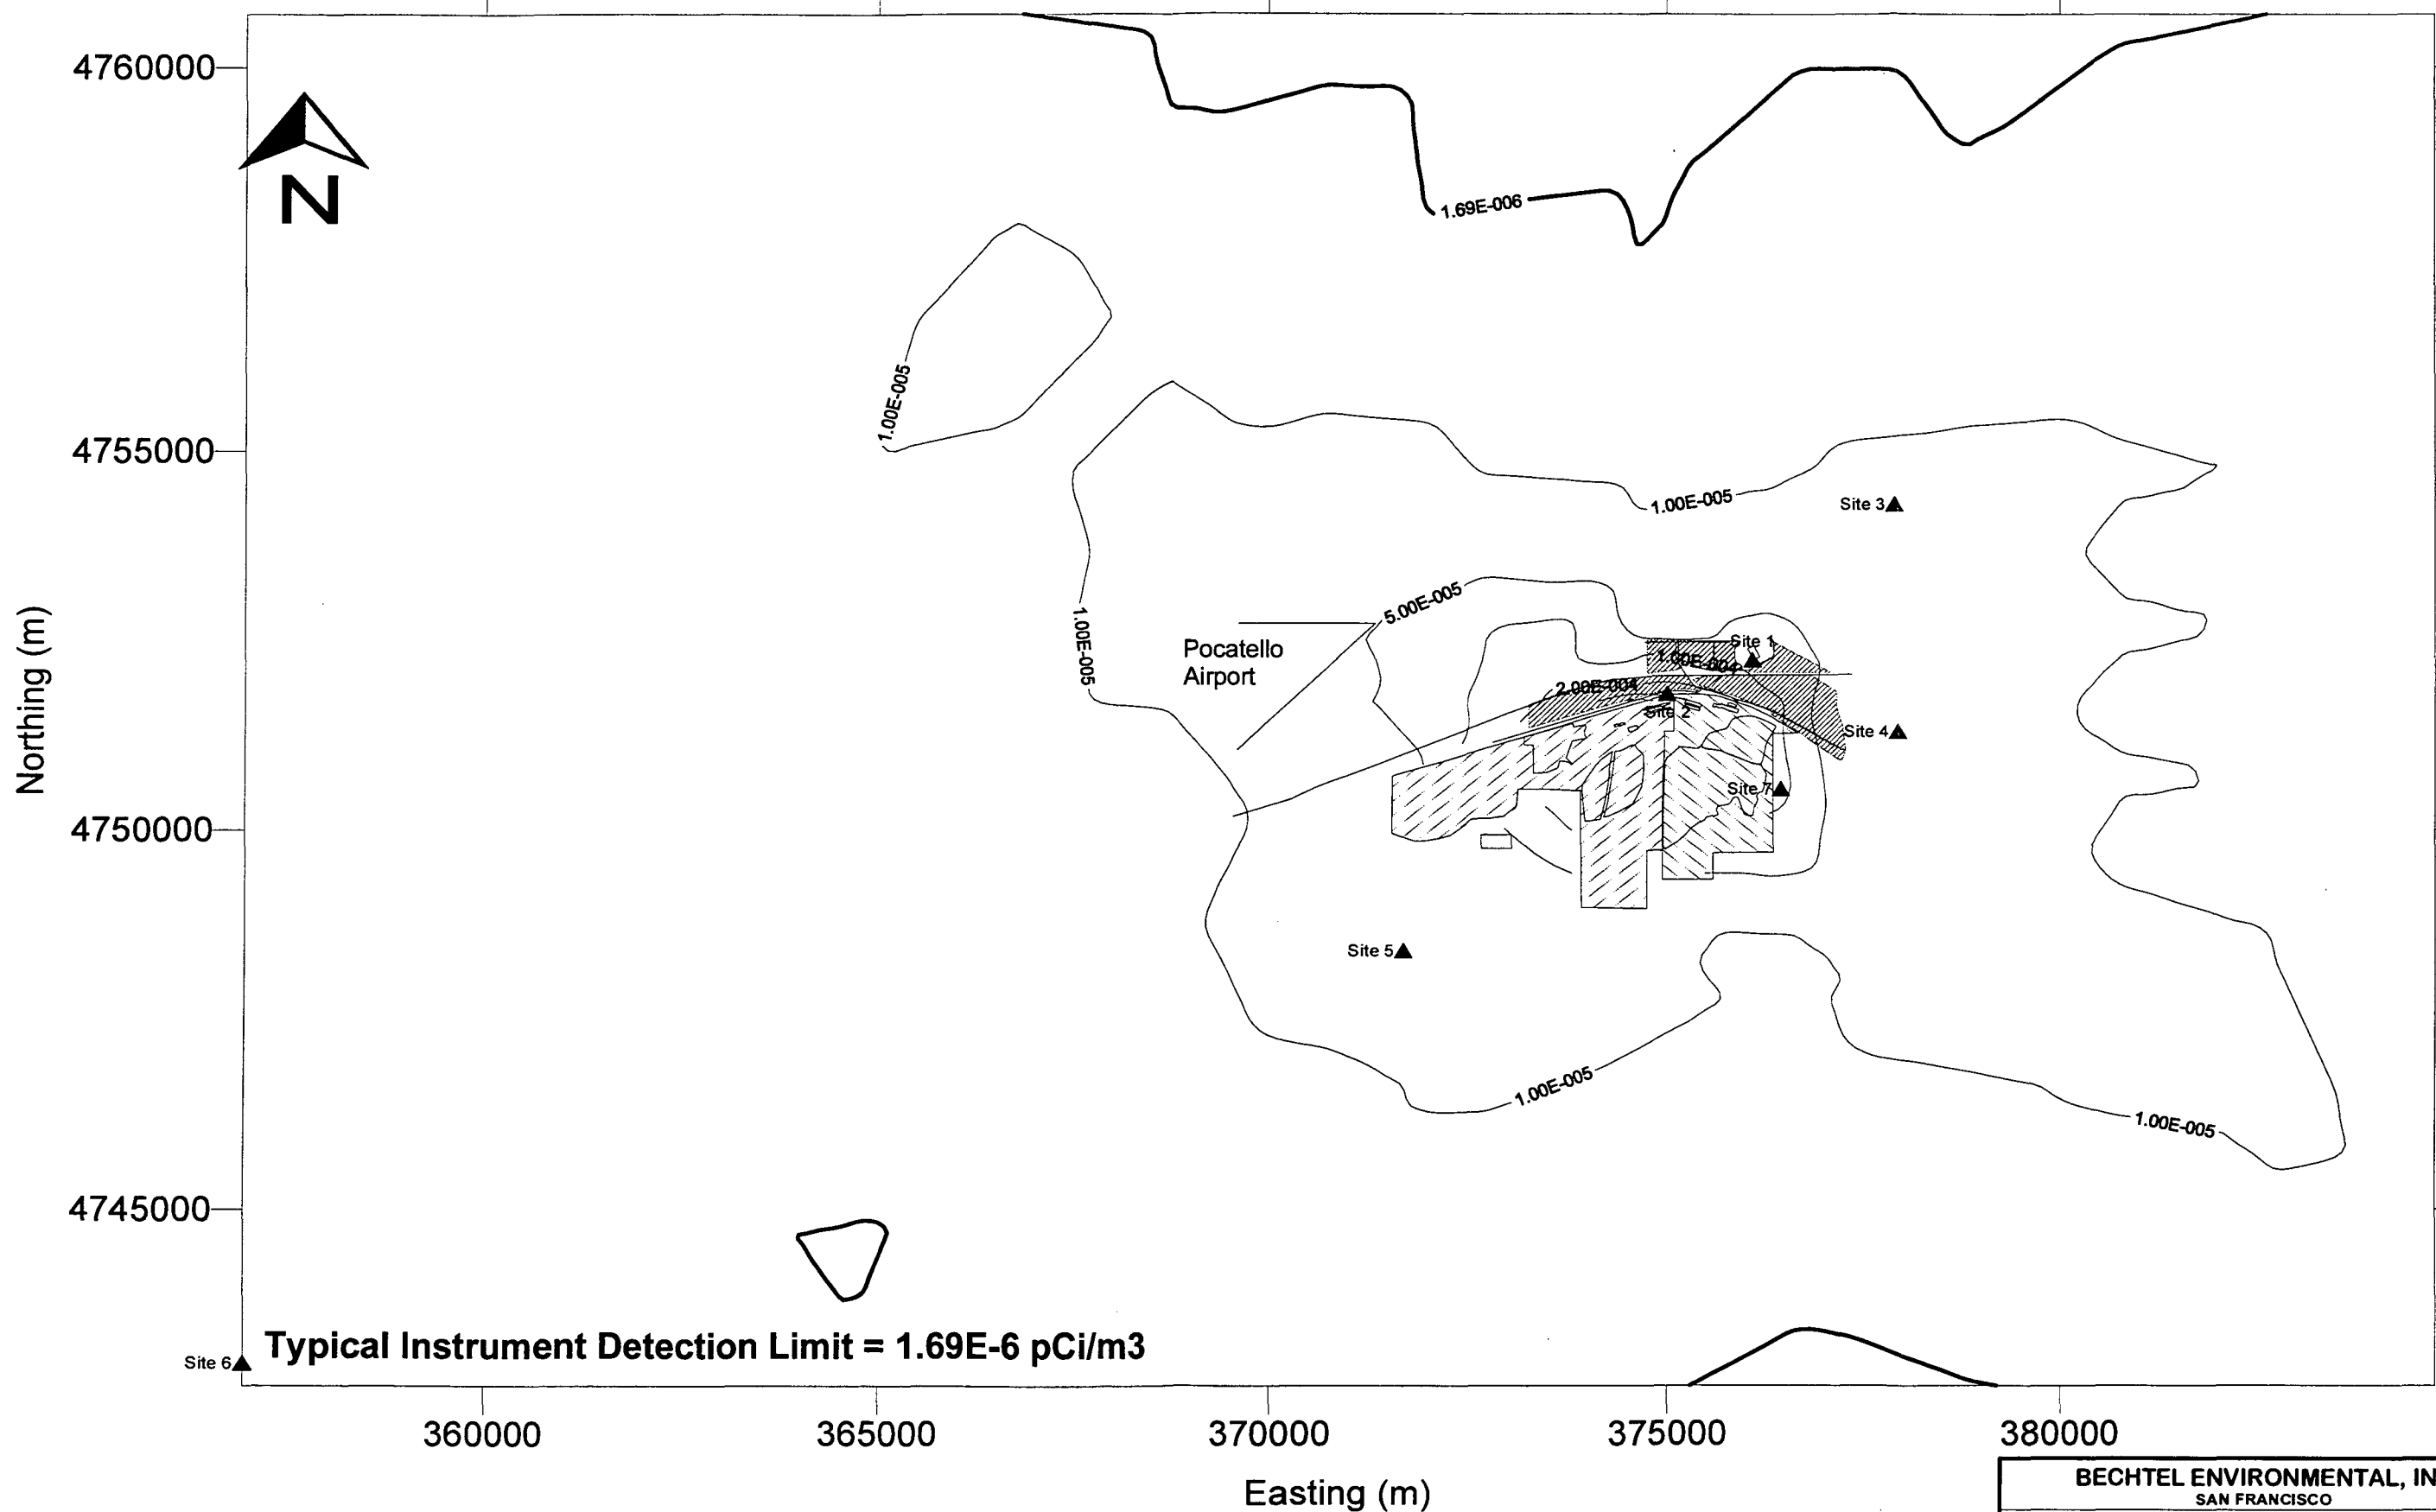 4760000
N
1.69E-006
1.00E-005
4755000
1.00E-005
Site 3
5.00E-005
1.00E-005
Pocatello
Airport
Site 1
1.00E-004
2.00E-004
Site 2
Site 4
Northing (m)
Site 7
4750000
Site 5
1.00E-005
1.00E-005
4745000
Typical Instrument Detection Limit = 1.69E-6 pCi/m3
Site 6
360000
365000
370000
375000
380000
Easting (m)
BECHTEL ENVIRONMENTAL, IN
SAN FRANCISCO